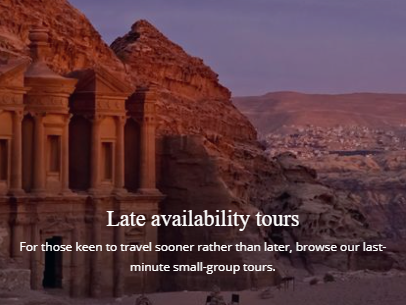 Late availability tours
For those keen to travel sooner rather than later, browse our last-
minute small-group tours.